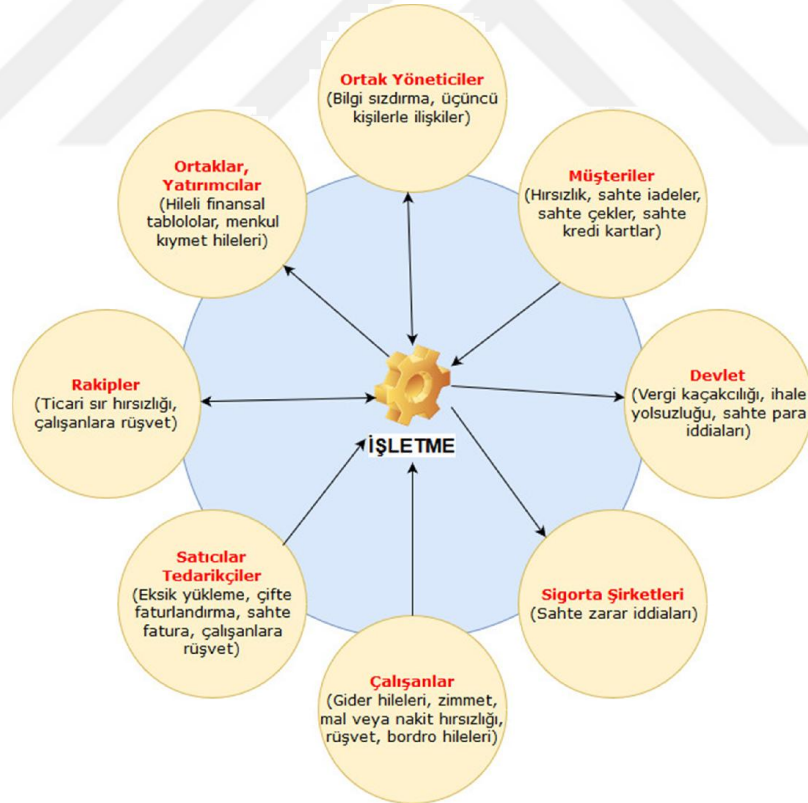 Ortak Yöneticiler
(Bilgi sızdırma, üçüncü
kişilerle ilişkiler)
Ortaklar,
Yatırımcılar
(Hileli finansal
tablololar, menkul
kıymet hileleri)
Müşteriler
(Hırsızlık, sahte iadeler,
sahte çekler, sahte
kredi kartlar)
Rakipler
(Ticari sır hırsızlığı,
çalışanlara rüşvet)
İŞLETME
Devlet
(Vergi kaçakcılığı, ihale
yolsuzluğu, sahte para
iddiaları)
Satıcılar
Tedarikçiler
(Eksik yükleme, çifte
faturlandırma, sahte
fatura, çalışanlara
rüşvet)
Sigorta Şirketleri
(Sahte zarar iddiaları)
Çalışanlar
(Gider hileleri, zimmet,
mal veya nakit hırsızlığı,
rüşvet, bordro hileleri)